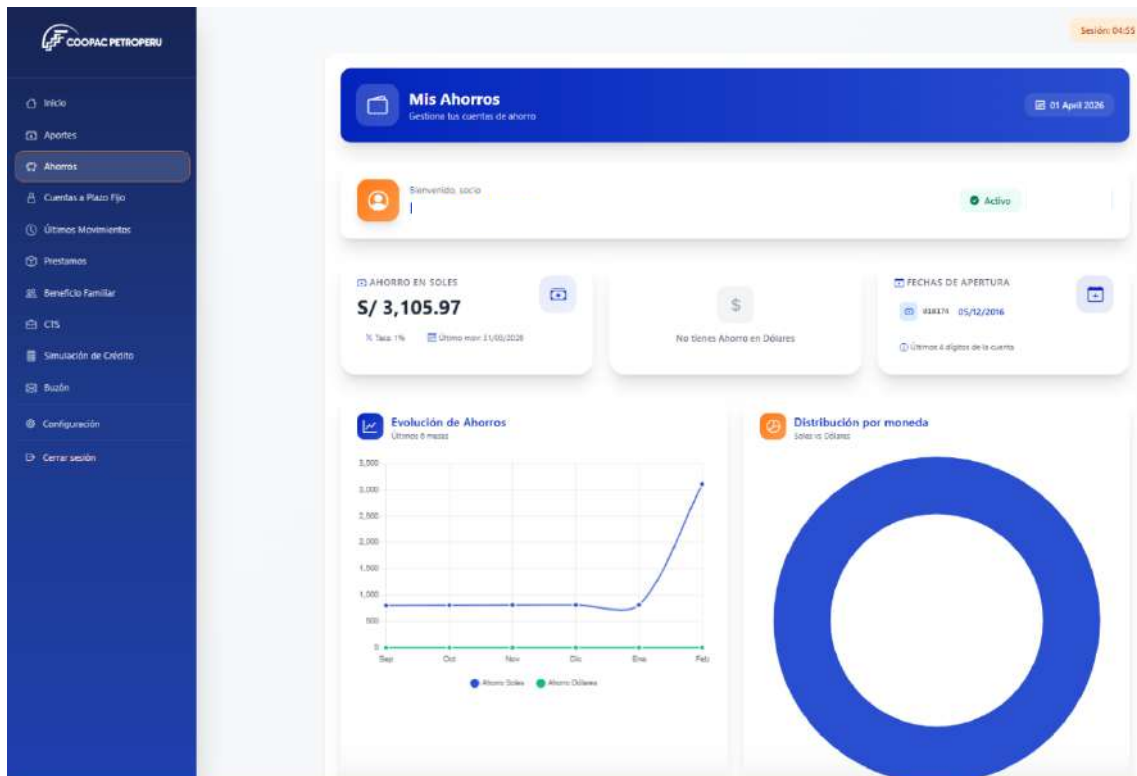 COOPAC PETROPERU
Sesión: 04:55
Inicio
Aportes
Ahorros
Cuentas a Plazo Fijo
Últimos Movimientos
Prestamos
Beneficio Familiar
CTS
Simulación de Crédito
Buzón
Configuración
Cerrar sesión
Mis Ahorros
Gestiona tus cuentas de ahorro
01 April 2026
Bienvenido, socio
Activo
AHORRO EN SOLES
S/ 3,105.97
% Tasa: 1%
Último mov:
$
No tienes Ahorro en Dólares
FECHAS DE APERTURA
05/12/2016
Últimos 4 dígitos de la cuenta
Evolución de Ahorros
Últimos 6 meses
3,500
3,000
2,500
2,000
1,500
1,000
500
0
Sep
Oct
Nov
Dic
Ene
Feb
Ahorro Soles
Ahorro Dólares
Distribución por moneda
Soles vs Dólares